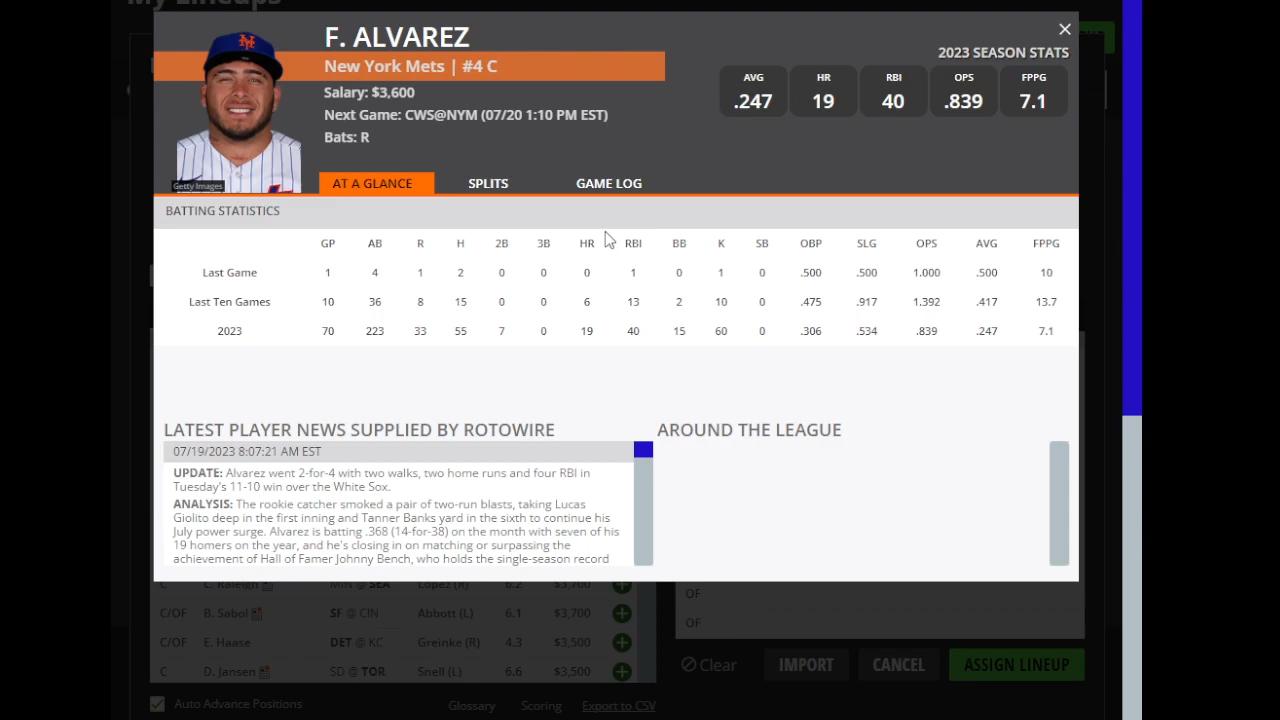 My Lineups
F. ALVAREZ
New York Mets | #4 C
Salary: $3,600
Next Game: CWS@NYM (07/20 1:10 PM EST)
Bats: R
Getty Images
2023 SEASON STATS
AVG HR RBI OPS FPPG
.247 19 40 .839 7.1
AT A GLANCE SPLITS GAME LOG
BATTING STATISTICS
GP AB R H 2B 3B HR RBI BB K SB OBP SLG OPS AVG FPPG
Last Game 1 4 1 2 0 0 0 1 0 1 0 .500 .500 1.000 .500 10
Last Ten Games 10 36 8 15 0 0 6 13 2 10 0 .475 .917 1.392 .417 13.7
2023 70 223 33 55 7 0 19 40 15 60 0 .306 .534 .839 .247 7.1
LATEST PLAYER NEWS SUPPLIED BY ROTOWIRE
07/19/2023 8:07:21 AM EST
UPDATE: Alvarez went 2-for-4 with two walks, two home runs and four RBI in
Tuesday's 11-10 win over the White Sox.
ANALYSIS: The rookie catcher smoked a pair of two-run blasts, taking Lucas
Giolito deep in the first inning and Tanner Banks yard in the sixth to continue his
July power surge. Alvarez is batting .368 (14-for-38) on the month with seven of his
19 homers on the year, and he's closing in on matching or surpassing the
achievement of Hall of Famer Johnny Bench, who holds the single-season record
AROUND THE LEAGUE
C C. Raleigh MIN @ SEA Lopez (R) 6.2 $3,700
C/OF B. Sabol SF @ CIN Abbott (L) 6.1 $3,700
C/OF E. Haase DET @ KC Greinke (R) 4.3 $3,500
C D. Jansen SD @ TOR Snell (L) 6.6 $3,500
OF
OF
Clear IMPORT CANCEL ASSIGN LINEUP
Auto Advance Positions Glossary Scoring Export to CSV